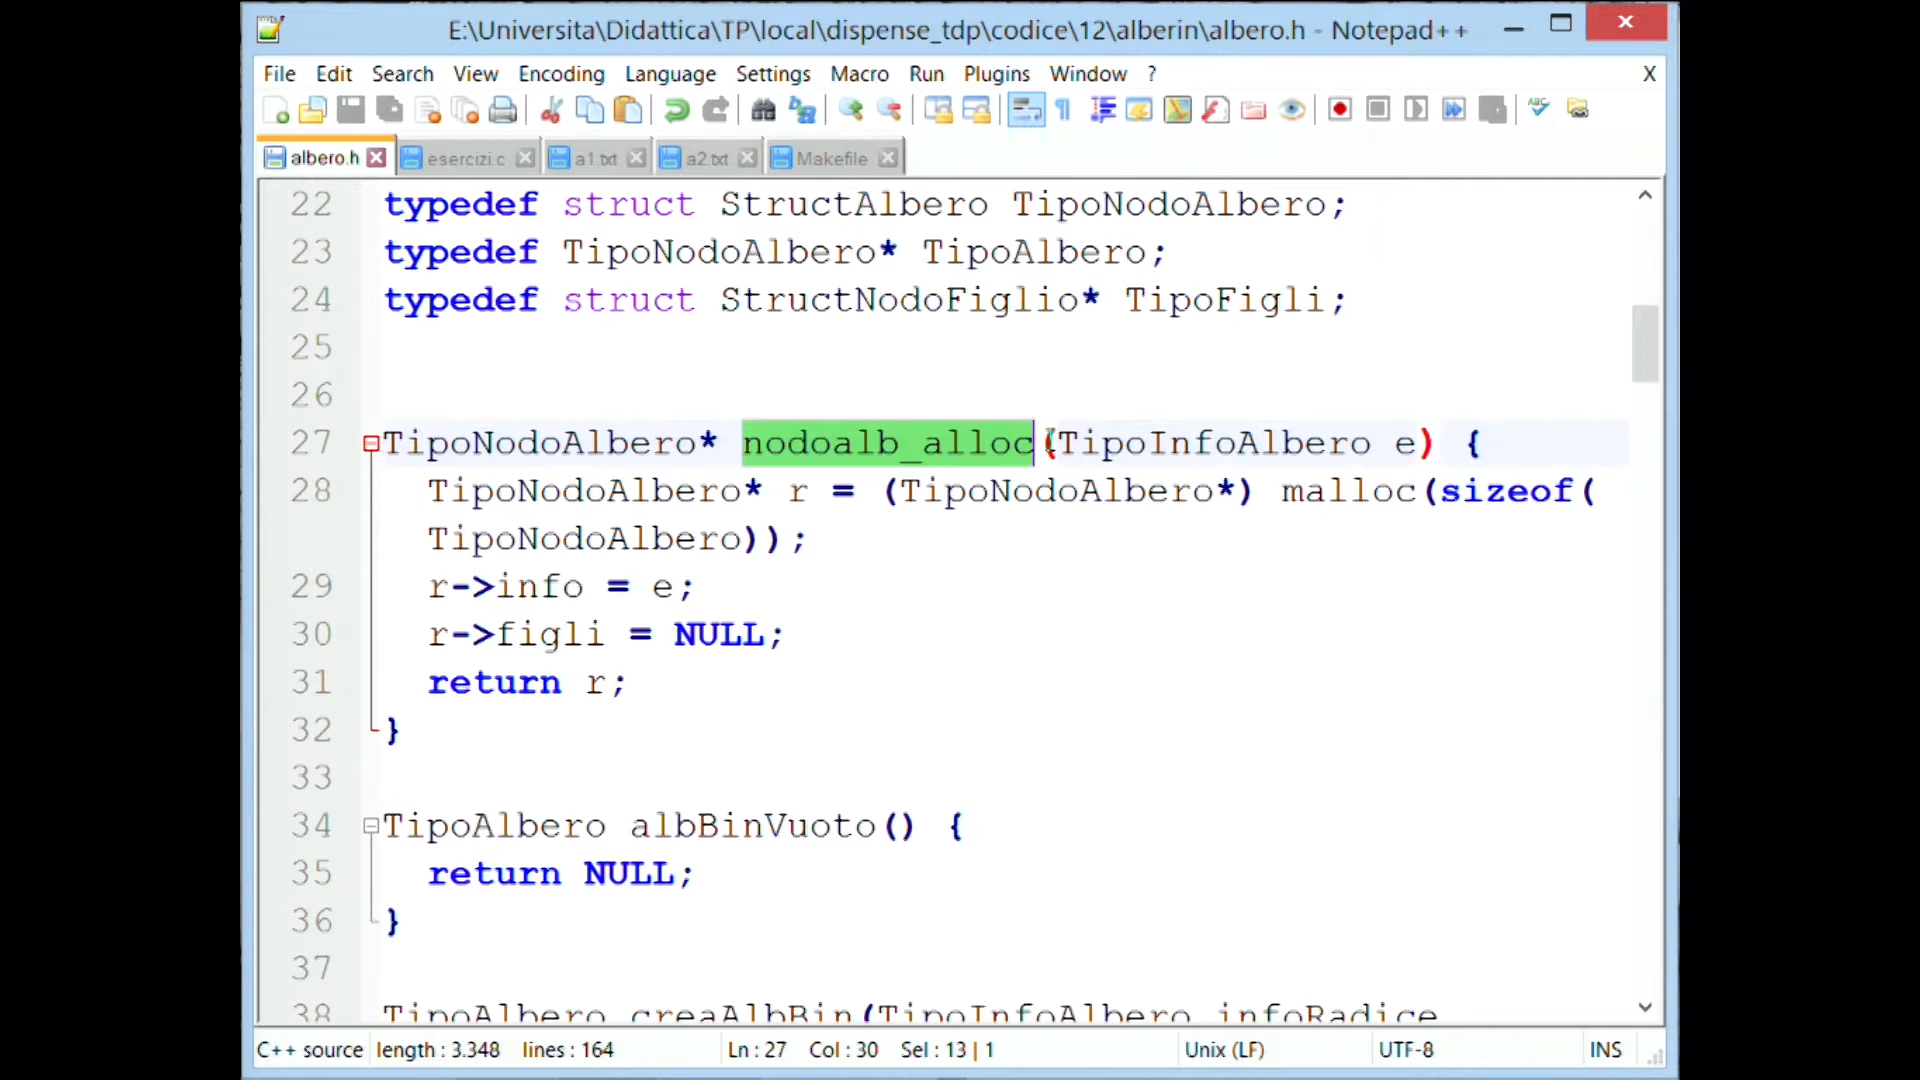 E:\Universita\Didattica\TP\local\dispense_tdp\codice\12\alberin\albero.h - Notepad++
File Edit Search View Encoding Language Settings Macro Run Plugins Window ? X
albero.h esercizi.c a1.txt a2.txt Makefile
22 typedef struct StructAlbero TipoNodoAlbero;
23 typedef TipoNodoAlbero* TipoAlbero;
24 typedef struct StructNodoFiglio* TipoFigli;
25
26
27 TipoNodoAlbero* nodoalb_alloc(TipoInfoAlbero e) {
28 TipoNodoAlbero* r = (TipoNodoAlbero*) malloc(sizeof(
TipoNodoAlbero));
29 r->info = e;
30 r->figli = NULL;
31 return r;
32 }
33
34 TipoAlbero albBinVuoto() {
35 return NULL;
36 }
37
38 TipoAlbero creaAlbBin(TipoInfoAlbero infoRadice
C++ source length : 3.348 lines : 164 Ln : 27 Col : 30 Sel : 13 | 1 Unix (LF) UTF-8 INS